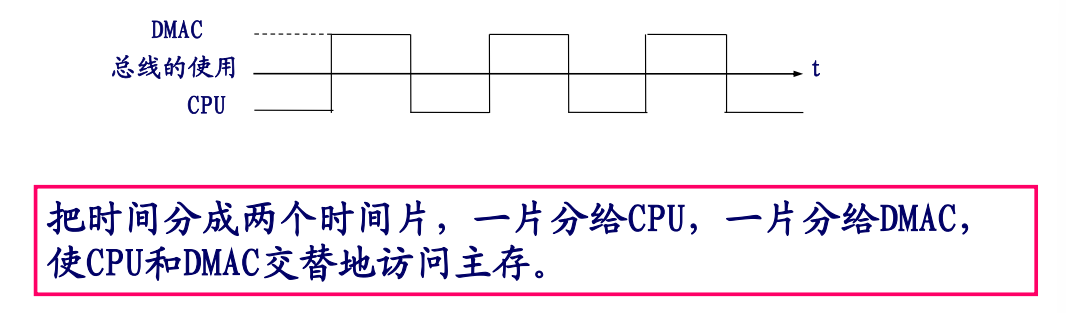 DMAC
总线的使用
t
CPU
把时间分成两个时间片，一片分给CPU，一片分给DMAC，
使CPU和DMAC交替地访问主存。